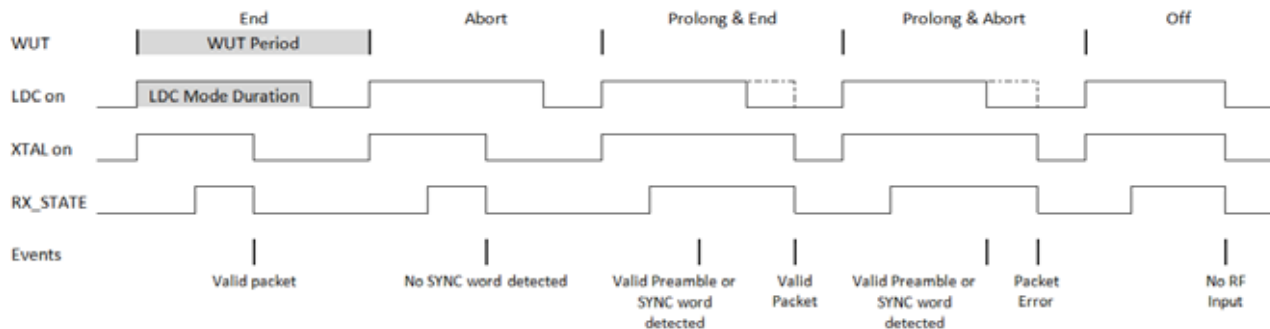 End Abort Prolong & End Prolong & Abort Off
WUT WUT Period
LDC on LDC Mode Duration
XTAL on
RX_STATE
Events
Valid packet
No SYNC word detected
Valid Preamble or
SYNC word
detected
Valid
Packet
Valid Preamble or
SYNC word
detected
Packet
Error
No RF
Input